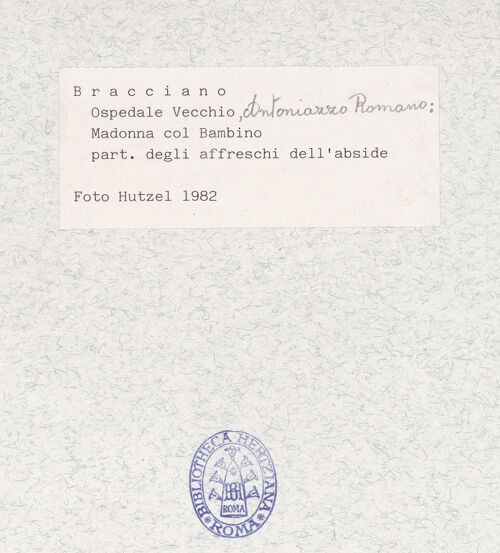 B r a c c i a n o
Ospedale Vecchio, Antoniazzo Romano:
Madonna col Bambino
part. degli affreschi dell'abside
Foto Hutzel 1982
BIBLIOTHECA HERTZIANA
BH
ROMA
* ROMA *